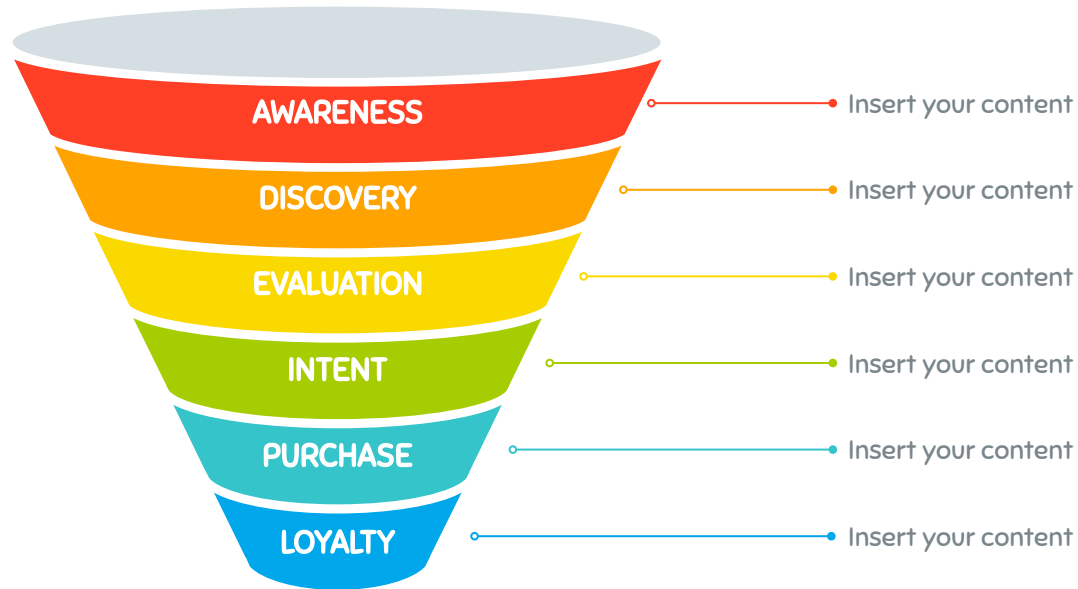 AWARENESS
Insert your content
DISCOVERY
Insert your content
EVALUATION
Insert your content
INTENT
Insert your content
PURCHASE
Insert your content
LOYALTY
Insert your content